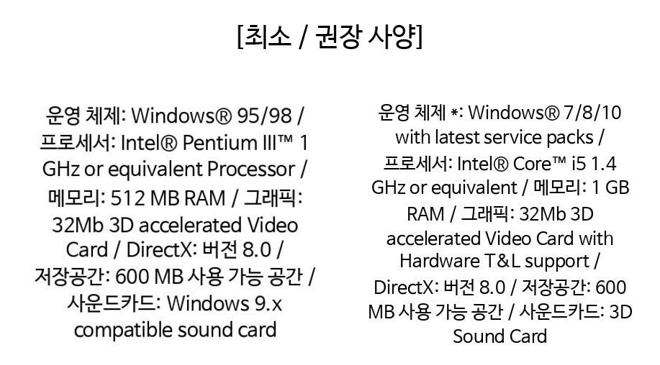 [최소 / 권장 사양]
운영 체제: Windows® 95/98 /
프로세서: Intel® Pentium III™ 1
GHz or equivalent Processor /
메모리: 512 MB RAM / 그래픽:
32Mb 3D accelerated Video
Card / DirectX: 버전 8.0 /
저장공간: 600 MB 사용 가능 공간 /
사운드카드: Windows 9.x
compatible sound card
운영 체제 *: Windows® 7/8/10
with latest service packs /
프로세서: Intel® Core™ i5 1.4
GHz or equivalent / 메모리: 1 GB
RAM / 그래픽: 32Mb 3D
accelerated Video Card with
Hardware T&L support /
DirectX: 버전 8.0 / 저장공간: 600
MB 사용 가능 공간 / 사운드카드: 3D
Sound Card